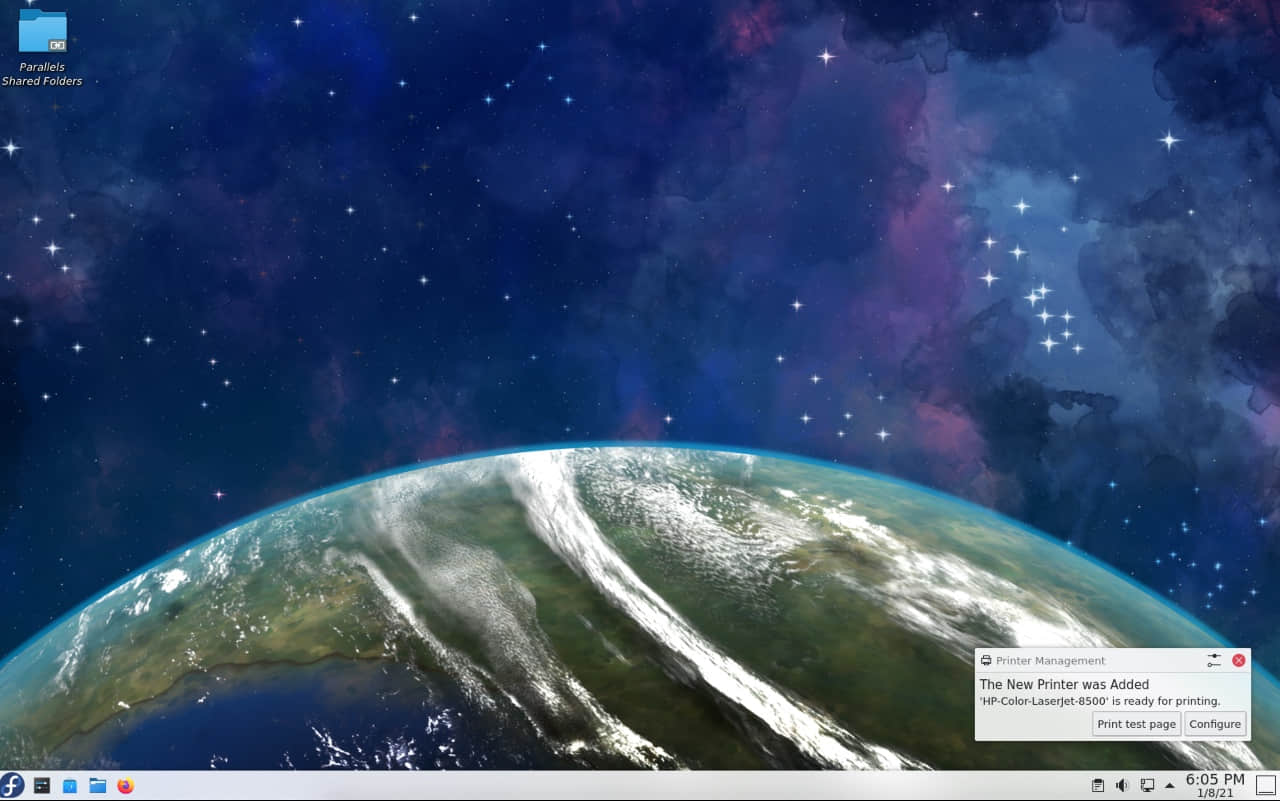 Parallels
Shared Folders
Printer Management
The New Printer was Added
'HP-Color-LaserJet-8500' is ready for printing.
Print test page
Configure
6:05 PM
1/8/21